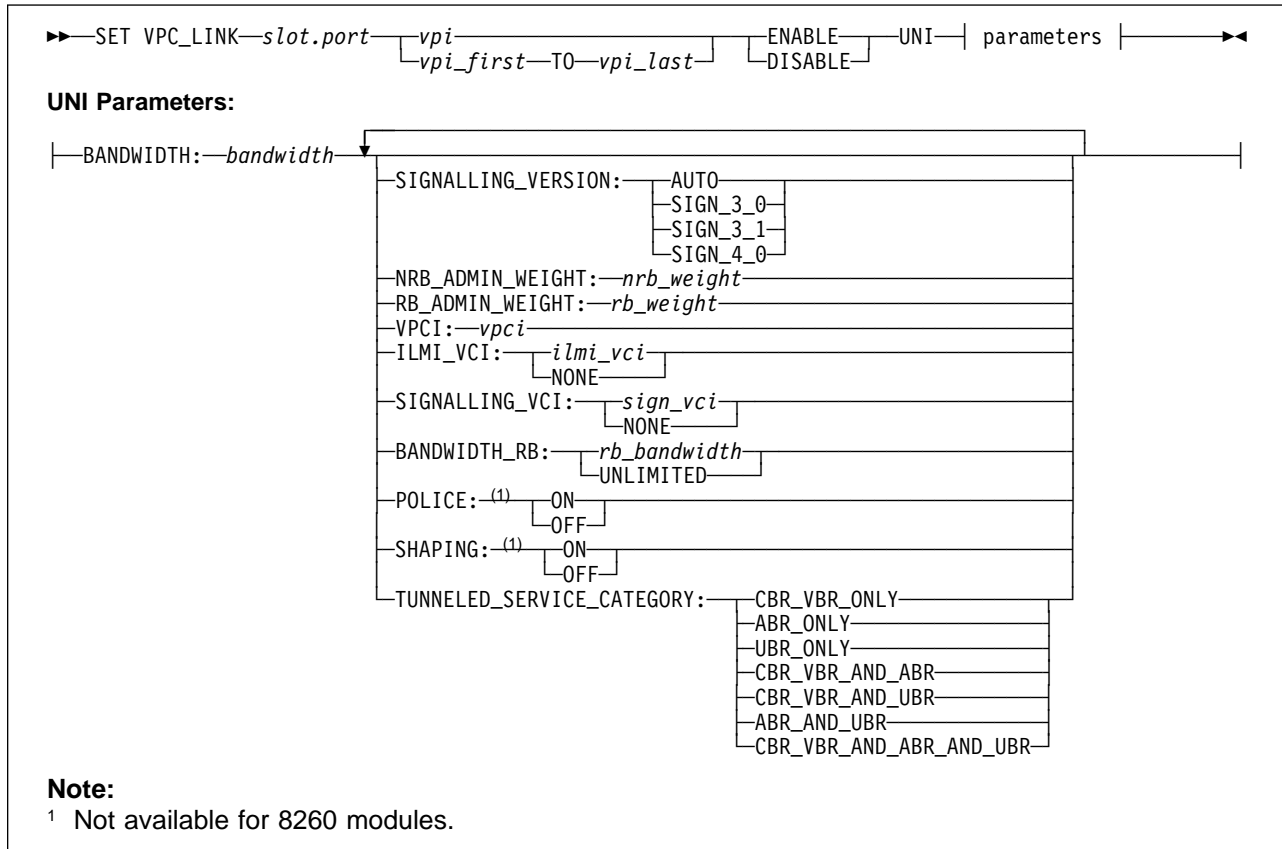 SET VPC_LINK slot.port vpi ENABLE UNI parameters
vpi_first TO vpi_last DISABLE
UNI Parameters:
BANDWIDTH: bandwidth
SIGNALLING_VERSION: AUTO
SIGN_3_0
SIGN_3_1
SIGN_4_0
NRB_ADMIN_WEIGHT: nrb_weight
RB_ADMIN_WEIGHT: rb_weight
VPCI: vpci
ILMI_VCI: ilmi_vci
NONE
SIGNALLING_VCI: sign_vci
NONE
BANDWIDTH_RB: rb_bandwidth
UNLIMITED
POLICE: (1) ON
OFF
SHAPING: (1) ON
OFF
TUNNELED_SERVICE_CATEGORY: CBR_VBR_ONLY
ABR_ONLY
UBR_ONLY
CBR_VBR_AND_ABR
CBR_VBR_AND_UBR
ABR_AND_UBR
CBR_VBR_AND_ABR_AND_UBR
Note:
1 Not available for 8260 modules.